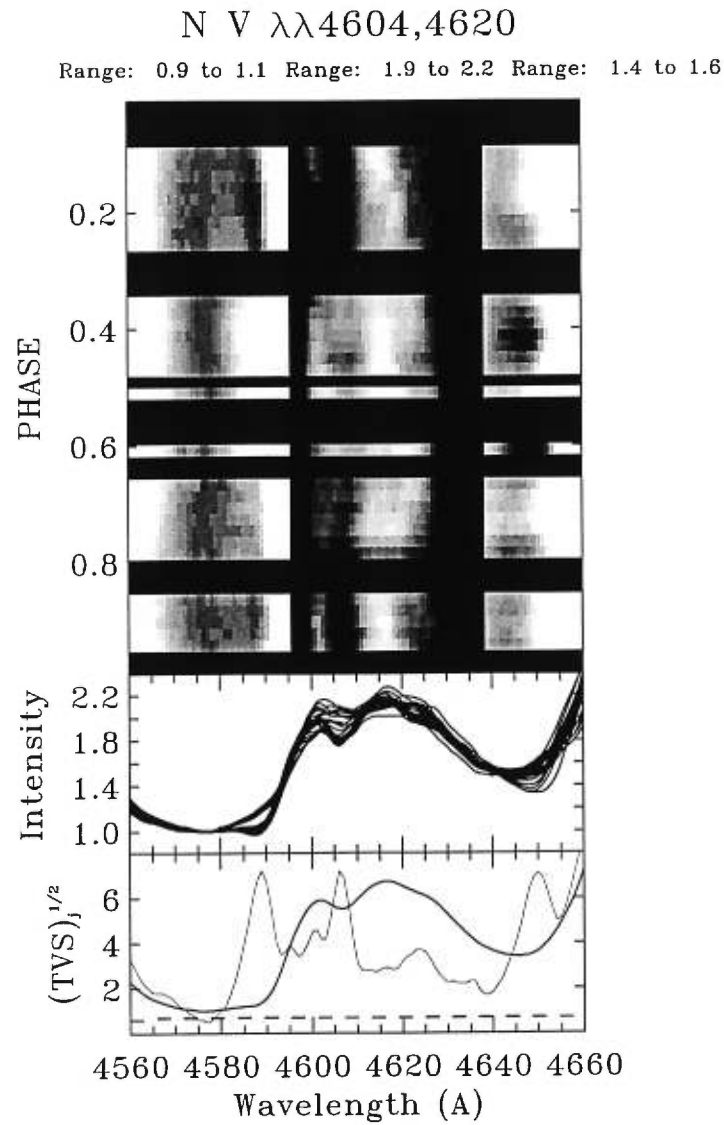 N V λλ4604,4620
Range: 0.9 to 1.1 Range: 1.9 to 2.2 Range: 1.4 to 1.6
PHASE
0.2
0.4
0.6
0.8
Intensity
2.2
1.8
1.4
1.0
(TVS)j 1/2
6
4
2
4560 4580 4600 4620 4640 4660
Wavelength (A)